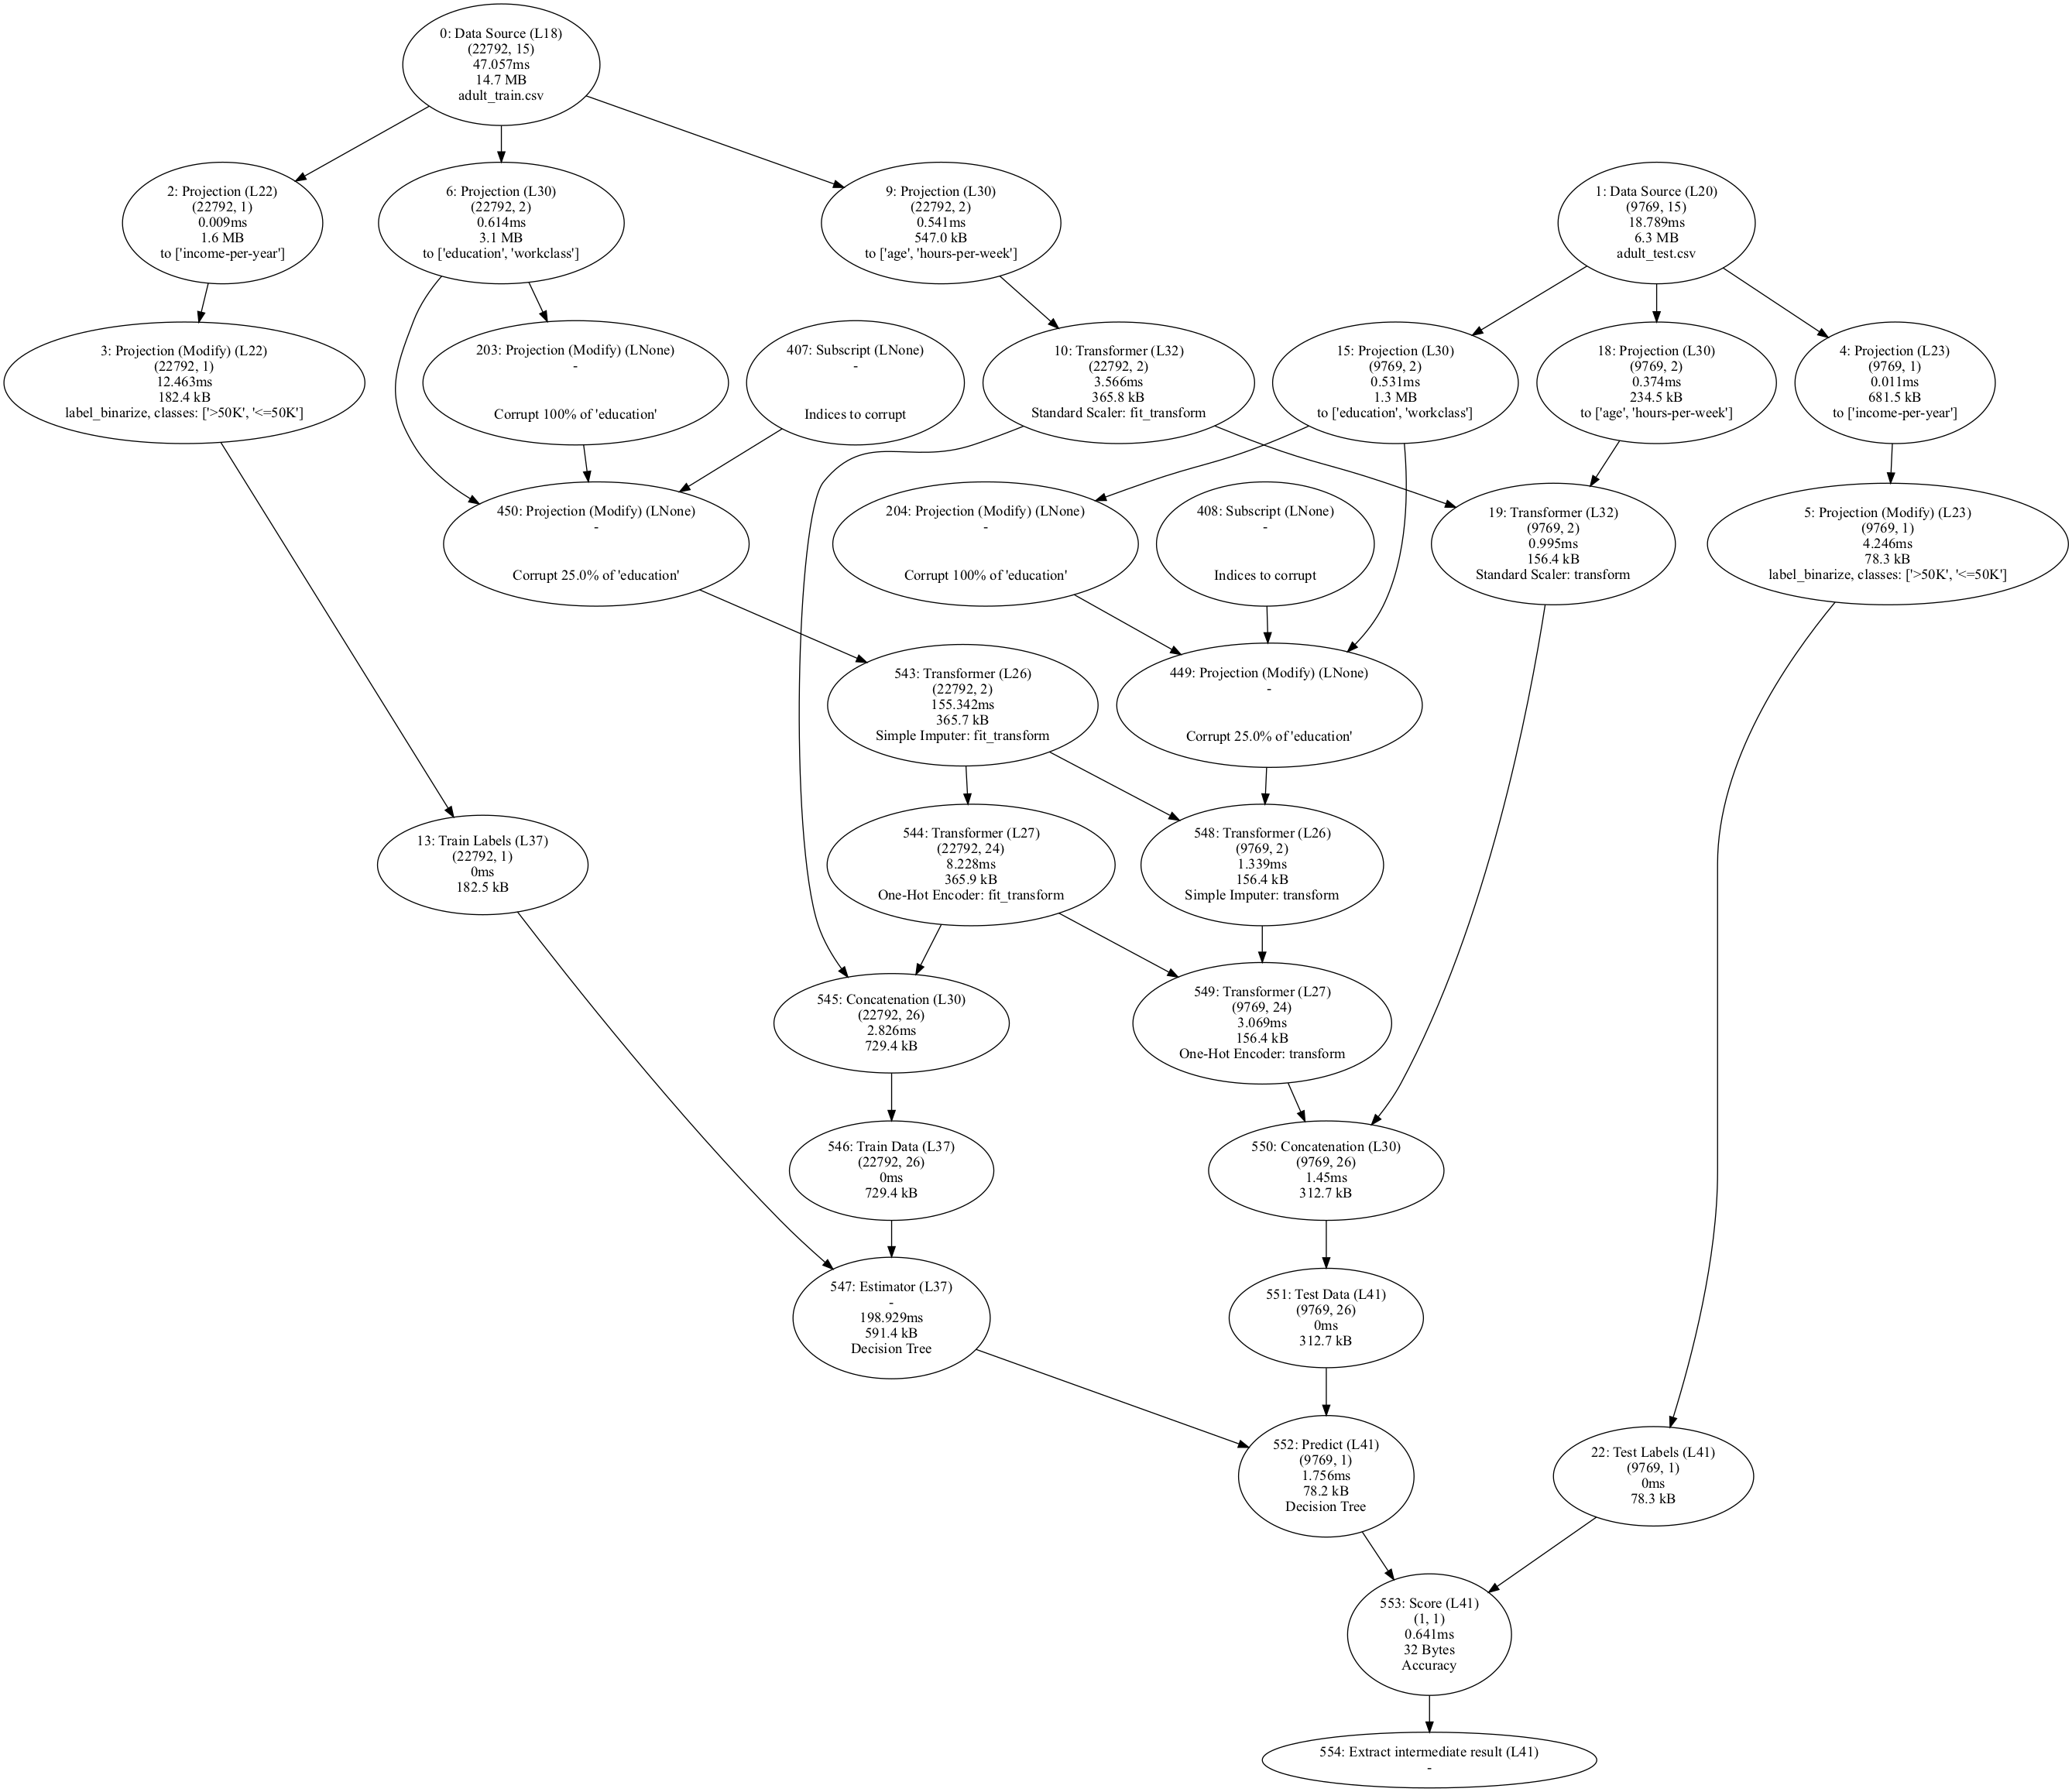 0: Data Source (L18)
(22792, 15)
47.057ms
14.7 MB
adult_train.csv
2: Projection (L22)
(22792, 1)
0.009ms
1.6 MB
to ['income-per-year']
6: Projection (L30)
(22792, 2)
0.614ms
3.1 MB
to ['education', 'workclass']
9: Projection (L30)
(22792, 2)
0.541ms
547.0 kB
to ['age', 'hours-per-week']
1: Data Source (L20)
(9769, 15)
18.789ms
6.3 MB
adult_test.csv
3: Projection (Modify) (L22)
(22792, 1)
12.463ms
182.4 kB
label_binarize, classes: ['>50K', '<=50K']
203: Projection (Modify) (LNone)
-
Corrupt 100% of 'education'
407: Subscript (LNone)
-
Indices to corrupt
10: Transformer (L32)
(22792, 2)
3.566ms
365.8 kB
Standard Scaler: fit_transform
15: Projection (L30)
(9769, 2)
0.531ms
1.3 MB
to ['education', 'workclass']
18: Projection (L30)
(9769, 2)
0.374ms
234.5 kB
to ['age', 'hours-per-week']
4: Projection (L23)
(9769, 1)
0.011ms
681.5 kB
to ['income-per-year']
450: Projection (Modify) (LNone)
-
Corrupt 25.0% of 'education'
204: Projection (Modify) (LNone)
-
Corrupt 100% of 'education'
408: Subscript (LNone)
-
Indices to corrupt
19: Transformer (L32)
(9769, 2)
0.995ms
156.4 kB
Standard Scaler: transform
5: Projection (Modify) (L23)
(9769, 1)
4.246ms
78.3 kB
label_binarize, classes: ['>50K', '<=50K']
543: Transformer (L26)
(22792, 2)
155.342ms
365.7 kB
Simple Imputer: fit_transform
449: Projection (Modify) (LNone)
-
Corrupt 25.0% of 'education'
13: Train Labels (L37)
(22792, 1)
0ms
182.5 kB
544: Transformer (L27)
(22792, 24)
8.228ms
365.9 kB
One-Hot Encoder: fit_transform
548: Transformer (L26)
(9769, 2)
1.339ms
156.4 kB
Simple Imputer: transform
545: Concatenation (L30)
(22792, 26)
2.826ms
729.4 kB
549: Transformer (L27)
(9769, 24)
3.069ms
156.4 kB
One-Hot Encoder: transform
546: Train Data (L37)
(22792, 26)
0ms
729.4 kB
550: Concatenation (L30)
(9769, 26)
1.45ms
312.7 kB
547: Estimator (L37)
-
198.929ms
591.4 kB
Decision Tree
551: Test Data (L41)
(9769, 26)
0ms
312.7 kB
552: Predict (L41)
(9769, 1)
1.756ms
78.2 kB
Decision Tree
22: Test Labels (L41)
(9769, 1)
0ms
78.3 kB
553: Score (L41)
(1, 1)
0.641ms
32 Bytes
Accuracy
554: Extract intermediate result (L41)
-